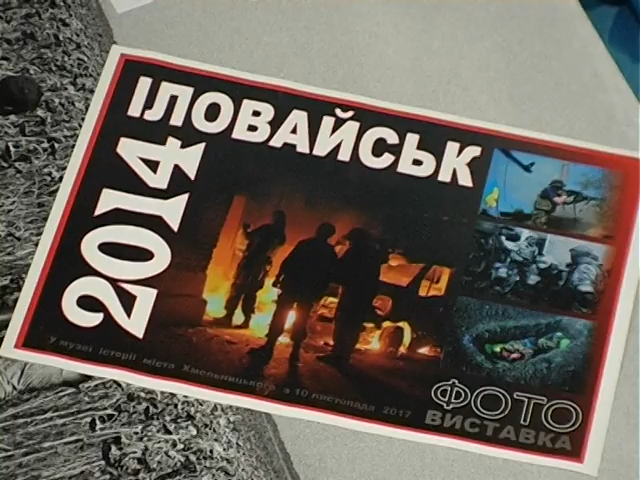 ІЛОВАЙСЬК
2014
У музеї історії міста Хмельницького з 10 листопада 2017
ФОТО
ВИСТАВКА